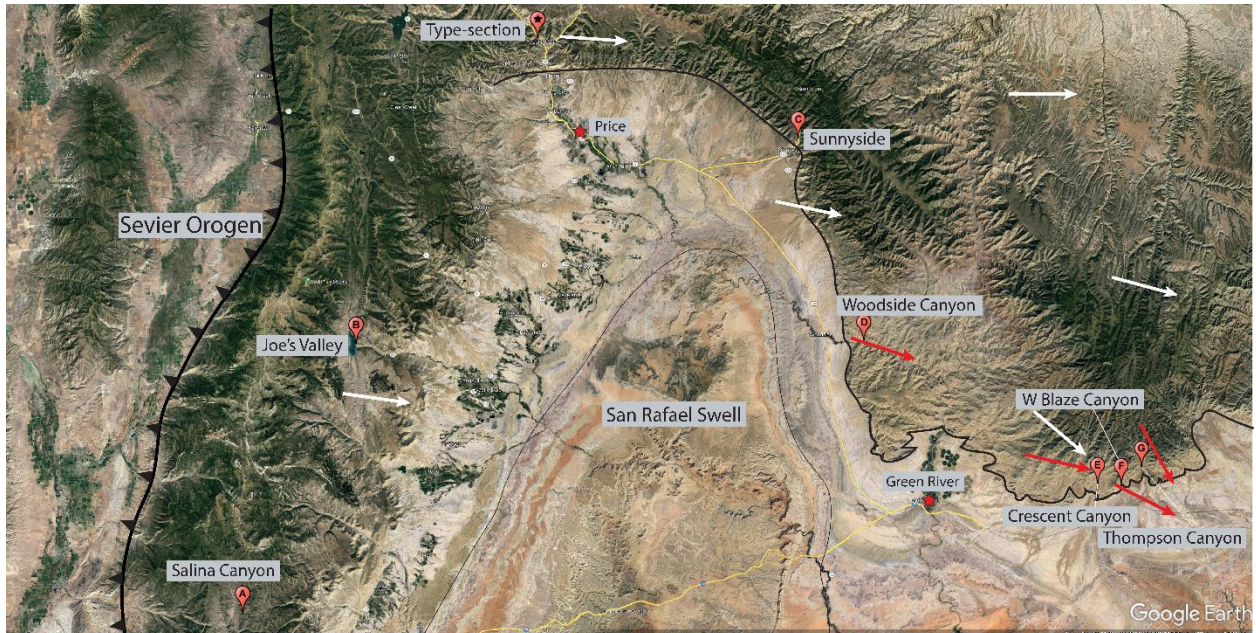 Type-section
Price
Sunnyside
Sevier Orogen
Woodside Canyon
Joe's Valley
W Blaze Canyon
San Rafael Swell
Green River
Crescent Canyon
Thompson Canyon
Salina Canyon
A
B
C
D
E
F
G
Google Earth